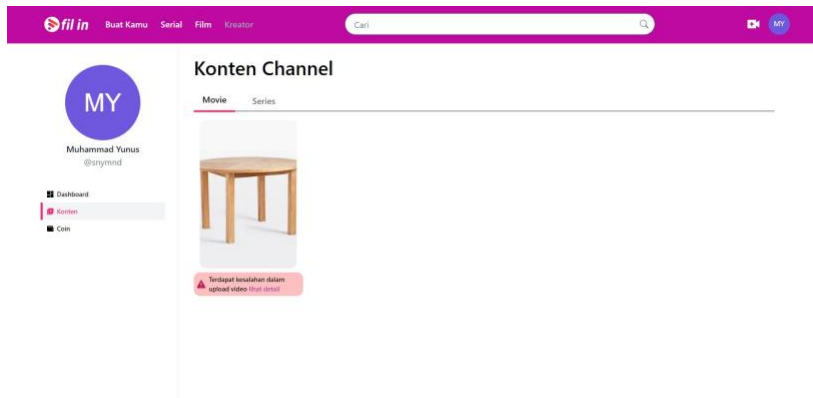 fil in Buat Kamu Serial Film Kreator Cari MY
MY
Muhammad Yunus
@snymnd
Dashboard
Konten
Coin
Konten Channel
Movie Series
Terdapat kesalahan dalam
upload video lihat detail